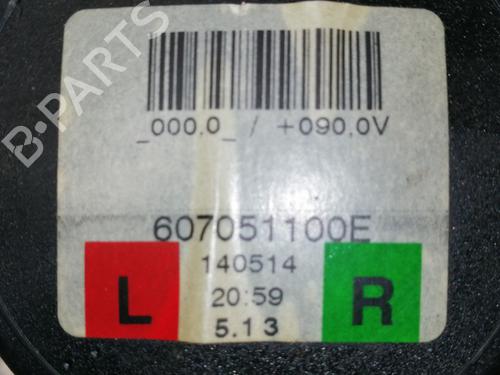 B-PARTS
_000,0_ / +090,0V
607051100E
L 140514 R
20:59
5.13